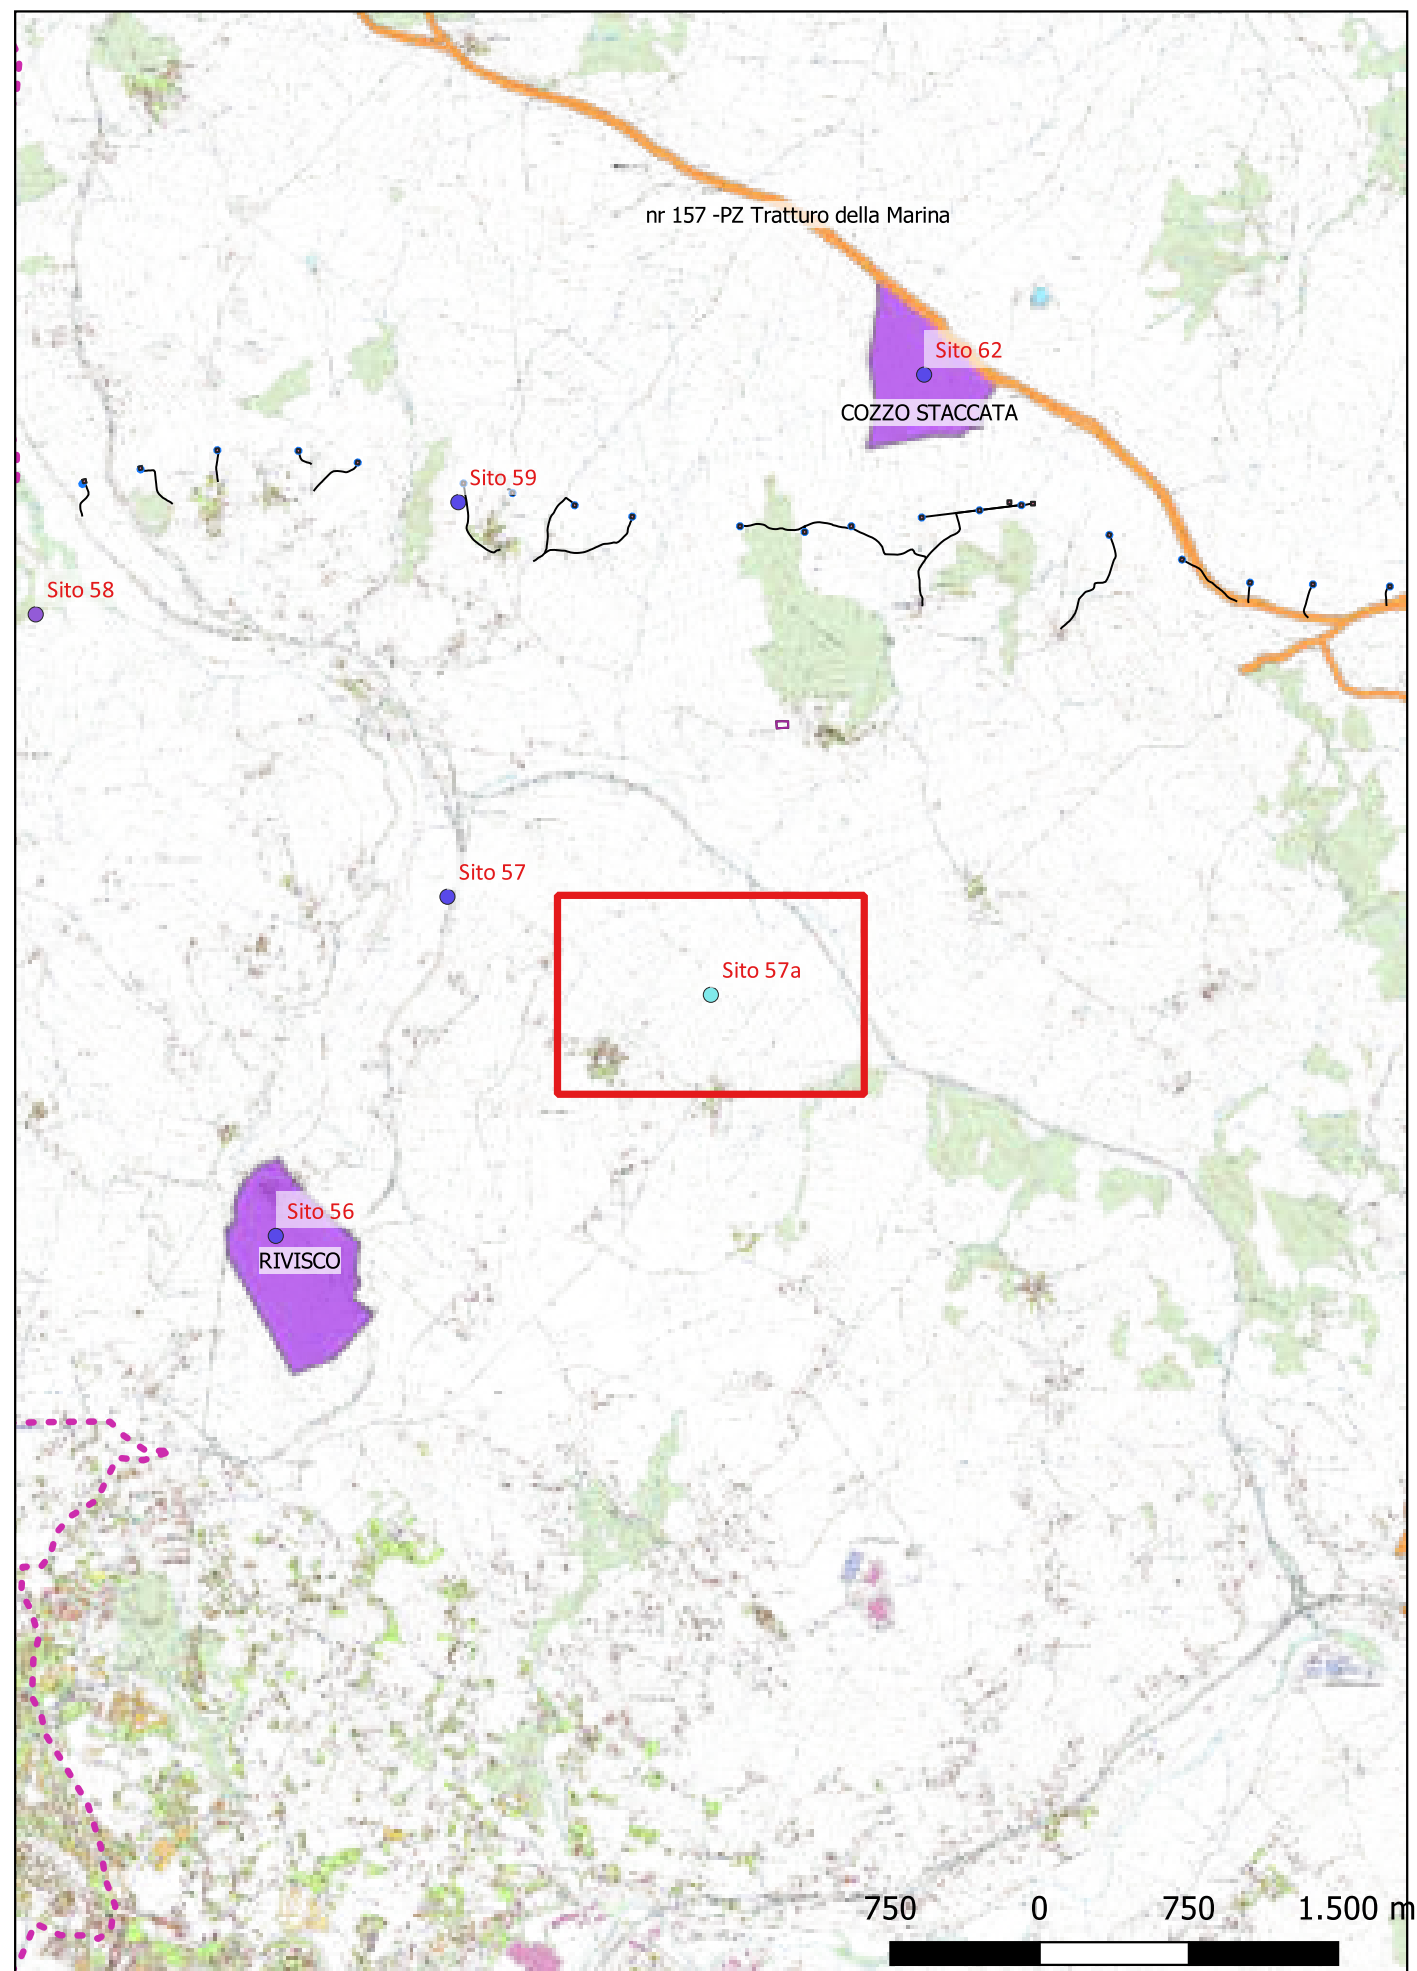 nr 157 -PZ Tratturo della Marina
Sito 62
COZZO STACCATA
Sito 59
Sito 58
Sito 57
Sito 57a
Sito 56
RIVISCO
750 0 750 1.500 m